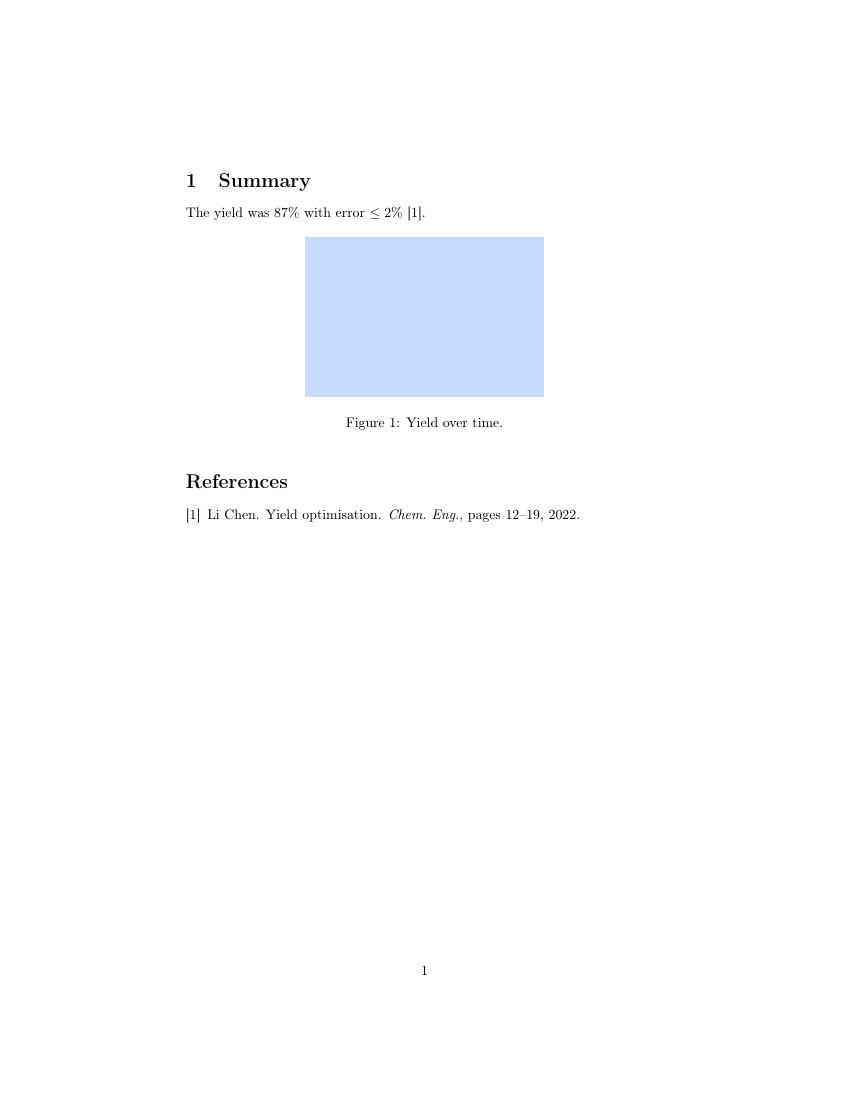 1 Summary
The yield was 87% with error ≤ 2% [1].
Figure 1: Yield over time.
References
[1] Li Chen. Yield optimisation. Chem. Eng., pages 12–19, 2022.
1